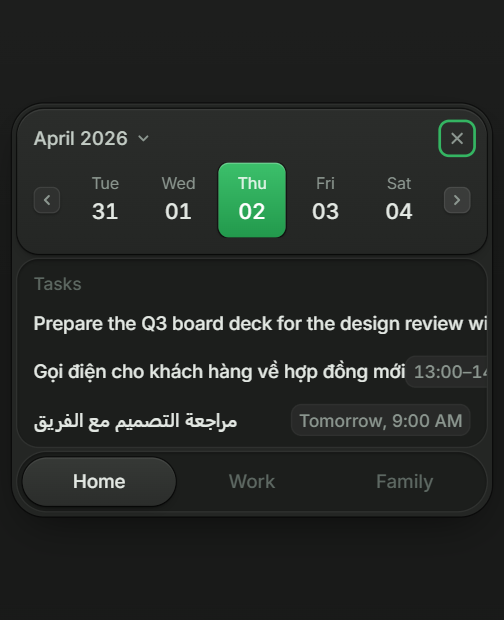 April 2026
Tue Wed Thu Fri Sat
31 01 02 03 04
Tasks
Prepare the Q3 board deck for the design review
Gọi điện cho khách hàng về hợp đồng mới 13:00–14
مراجعة التصميم مع الفريق Tomorrow, 9:00 AM
Home Work Family